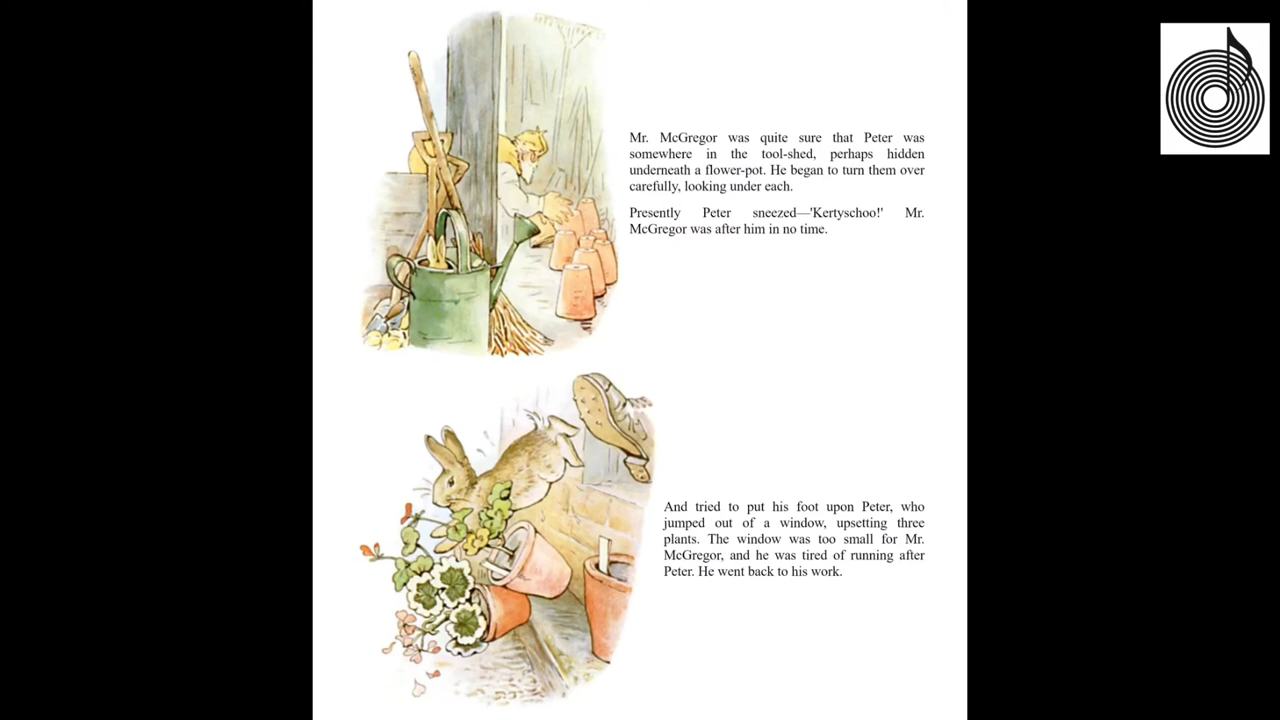 Mr. McGregor was quite sure that Peter was
somewhere in the tool-shed, perhaps hidden
underneath a flower-pot. He began to turn them over
carefully, looking under each.
Presently Peter sneezed—'Kertyschoo!' Mr.
McGregor was after him in no time.
And tried to put his foot upon Peter, who
jumped out of a window, upsetting three
plants. The window was too small for Mr.
McGregor, and he was tired of running after
Peter. He went back to his work.